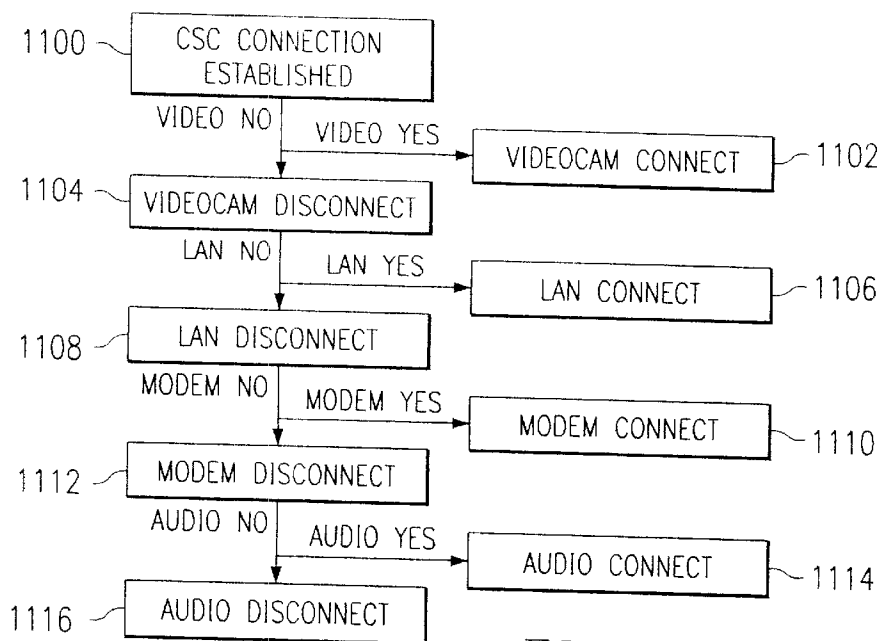 1100
CSC CONNECTION
ESTABLISHED
VIDEO NO
VIDEO YES
VIDEOCAM CONNECT
1102
1104
VIDEOCAM DISCONNECT
LAN NO
LAN YES
LAN CONNECT
1106
1108
LAN DISCONNECT
MODEM NO
MODEM YES
MODEM CONNECT
1110
1112
MODEM DISCONNECT
AUDIO NO
AUDIO YES
AUDIO CONNECT
1114
1116
AUDIO DISCONNECT